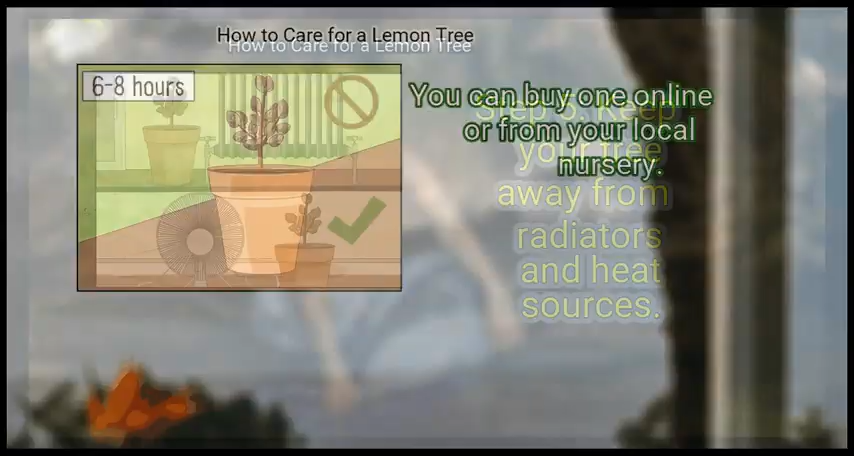 How to Care for a Lemon Tree
How to Care for a Lemon Tree
6-8 hours
You can buy one online
or from your local
nursery.
Step 5. Keep
your tree
away from
radiators
and heat
sources.